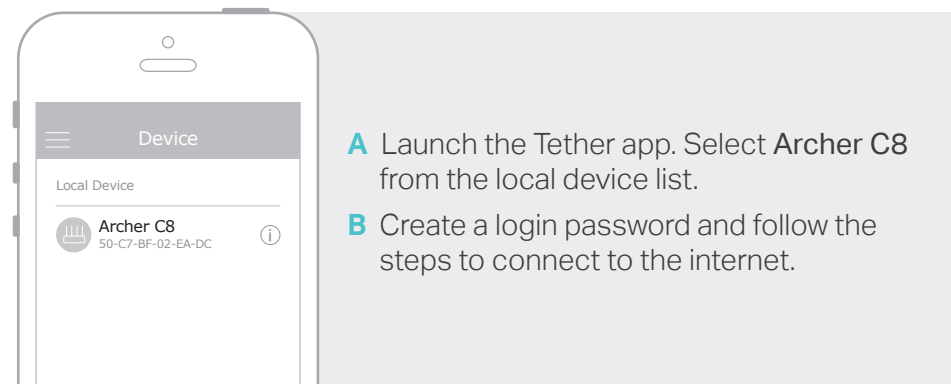 Device
Local Device
Archer C8
50-C7-BF-02-EA-DC
A Launch the Tether app. Select Archer C8
from the local device list.
B Create a login password and follow the
steps to connect to the internet.